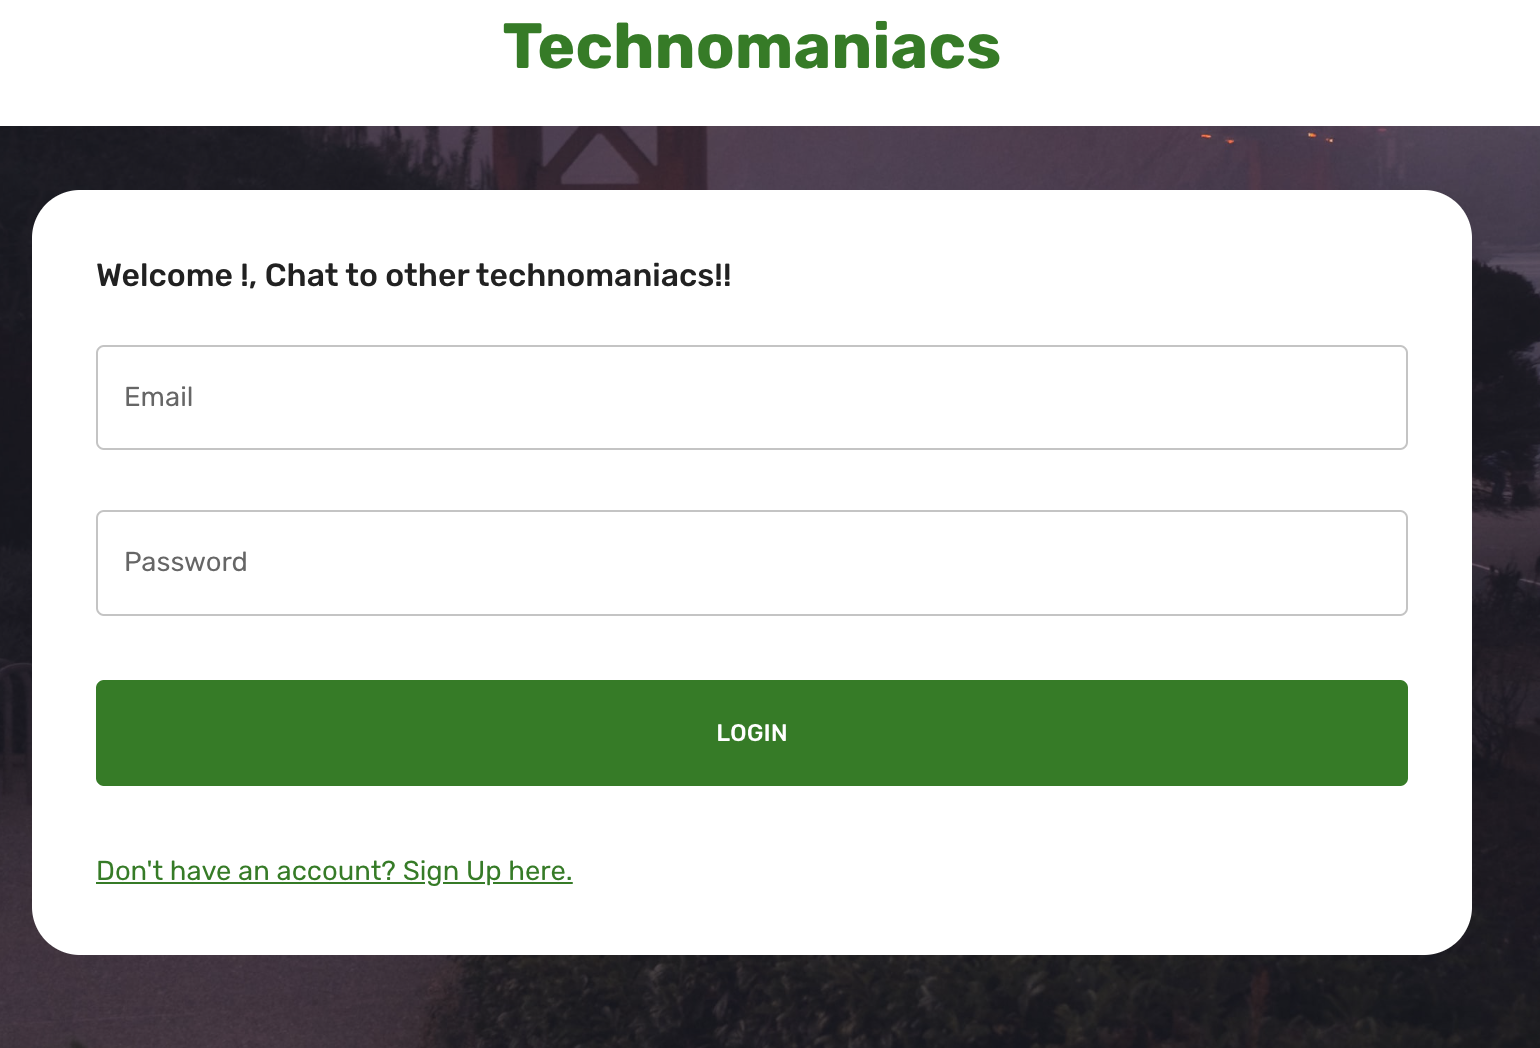 Technomaniacs
Welcome !, Chat to other technomaniacs!!
Email
Password
LOGIN
Don't have an account? Sign Up here.